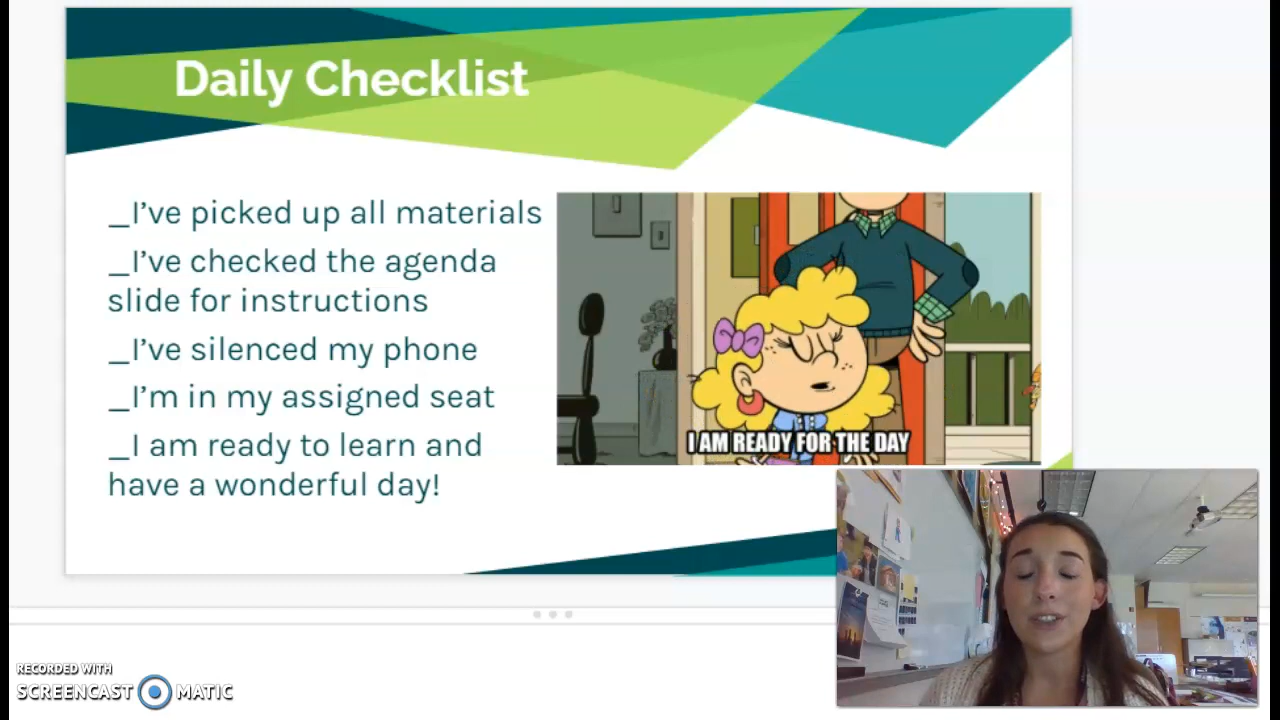 Daily Checklist
_I've picked up all materials
_I've checked the agenda
slide for instructions
_I've silenced my phone
_I'm in my assigned seat
_I am ready to learn and
have a wonderful day!
I AM READY FOR THE DAY
RECORDED WITH
SCREENCAST MATIC